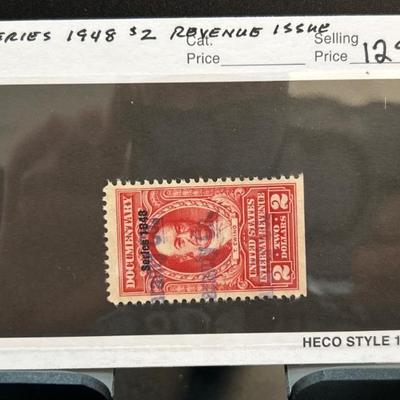 SERIES 1948 $2 REVENUE ISSUE
Cat.
Price
Selling
Price 12
DOCUMENTARY
Series 1948
UNITED STATES
INTERNAL REVENUE
2 TWO 2
DOLLARS
HECO STYLE 1